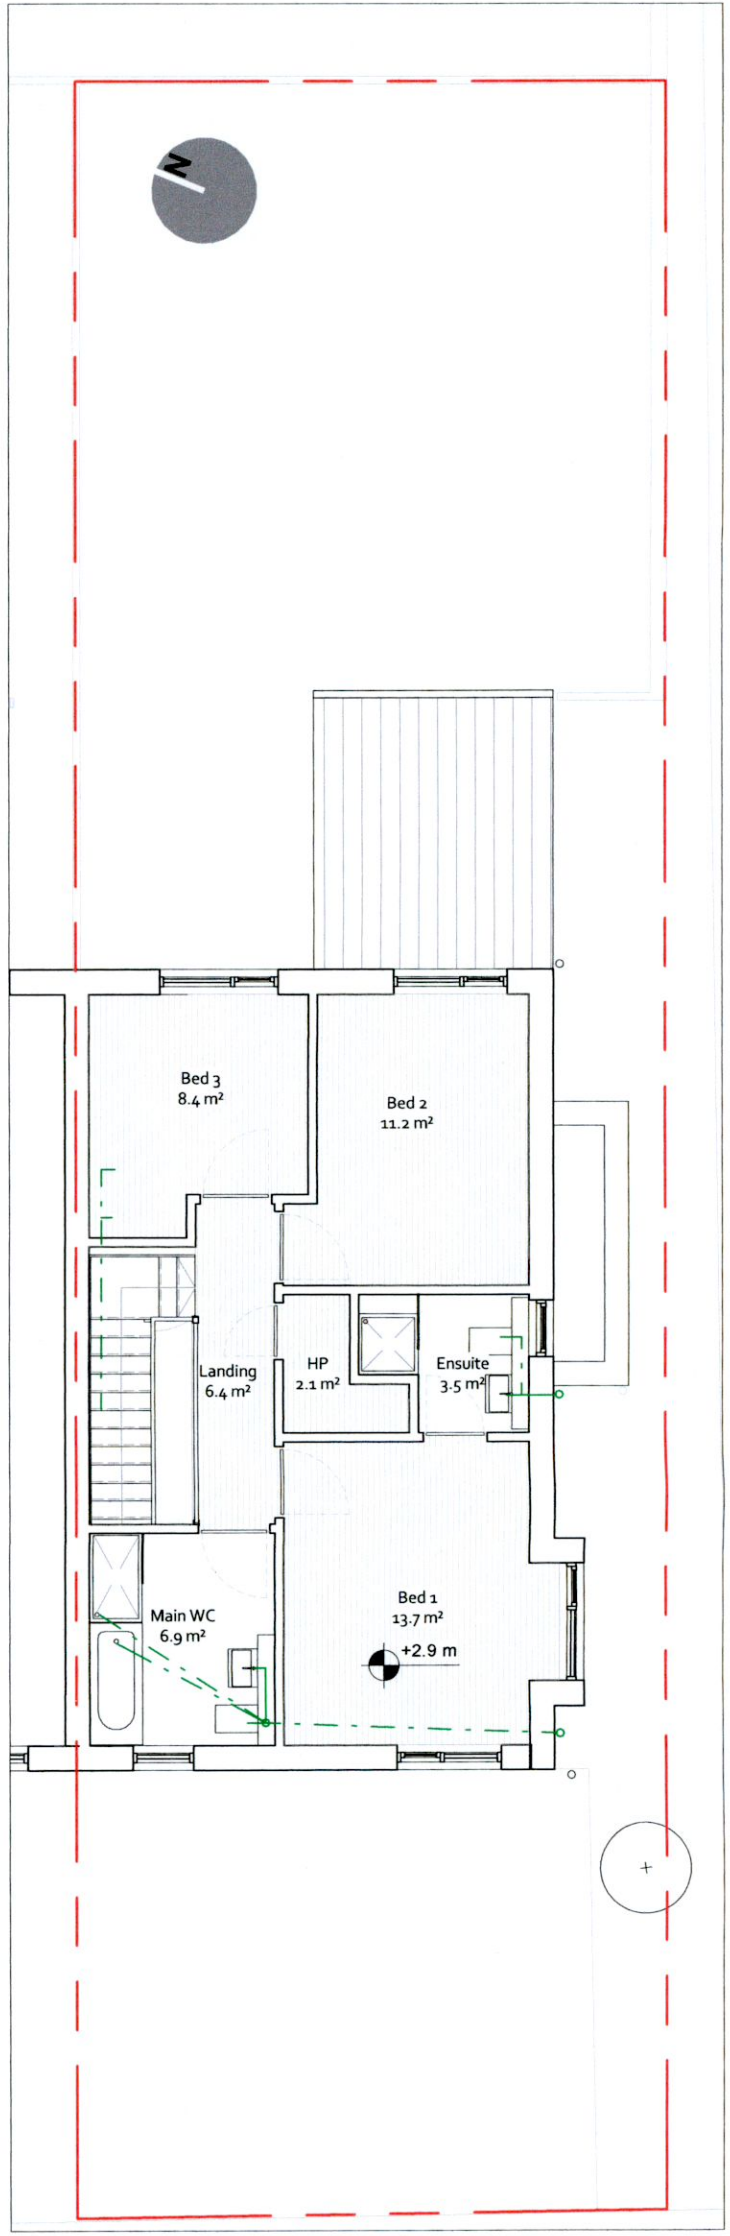 N
Bed 3
8.4 m²
Bed 2
11.2 m²
Landing
6.4 m²
HP
2.1 m²
Ensuite
3.5 m²
Main WC
6.9 m²
Bed 1
13.7 m²
+2.9 m